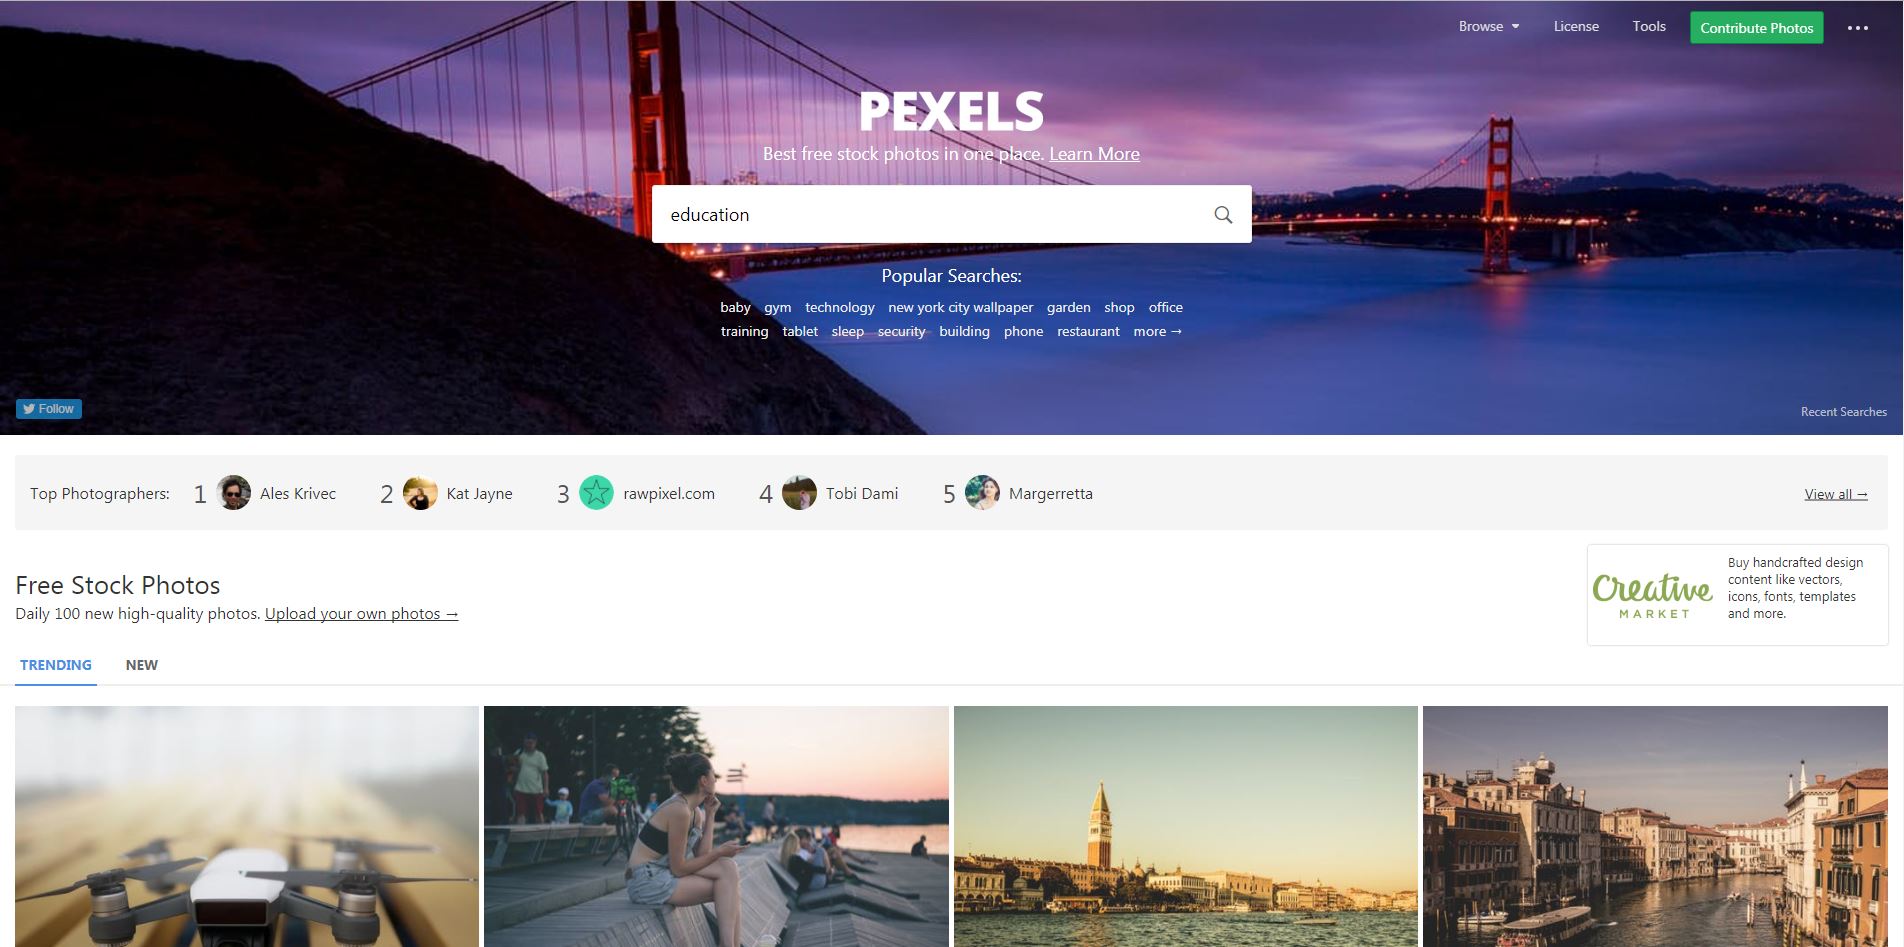 Browse License Tools Contribute Photos
PEXELS
Best free stock photos in one place. Learn More
education
Popular Searches:
baby gym technology new york city wallpaper garden shop office
training tablet sleep security building phone restaurant more →
Follow
Recent Searches
Top Photographers: 1 Ales Krivec 2 Kat Jayne 3 rawpixel.com 4 Tobi Dami 5 Margerretta View all →
Free Stock Photos
Daily 100 new high-quality photos. Upload your own photos →
Creative
MARKET
Buy handcrafted design
content like vectors,
icons, fonts, templates
and more.
TRENDING NEW